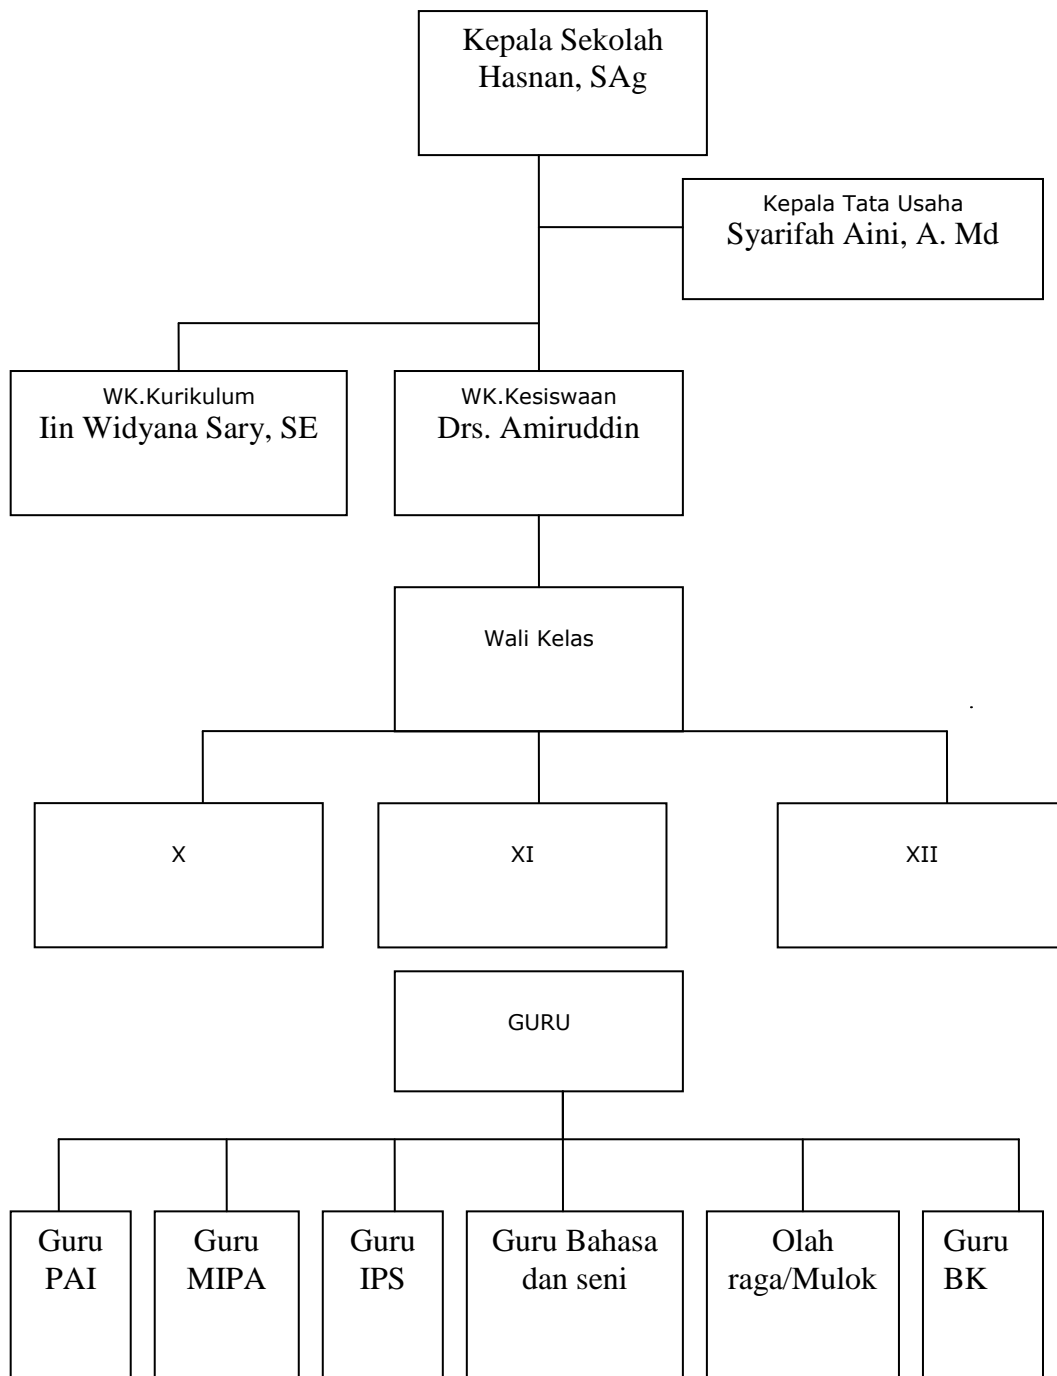 Kepala Sekolah
Hasnan, SAg
Kepala Tata Usaha
Syarifah Aini, A. Md
WK.Kurikulum
Iin Widyana Sary, SE
WK.Kesiswaan
Drs. Amiruddin
Wali Kelas
.
X
XI
XII
GURU
Guru
PAI
Guru
MIPA
Guru
IPS
Guru Bahasa
dan seni
Olah
raga/Mulok
Guru
BK